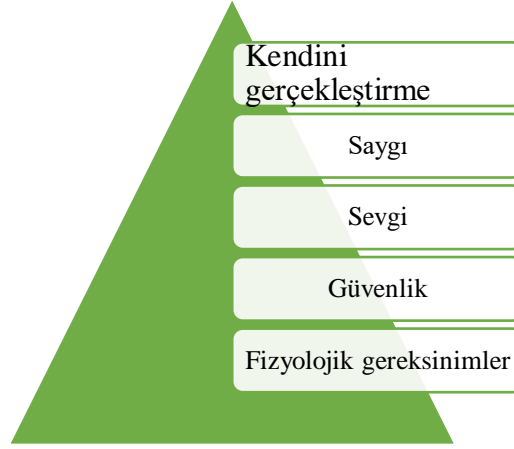 Kendini
gerçekleştirme
Saygı
Sevgi
Güvenlik
Fizyolojik gereksinimler